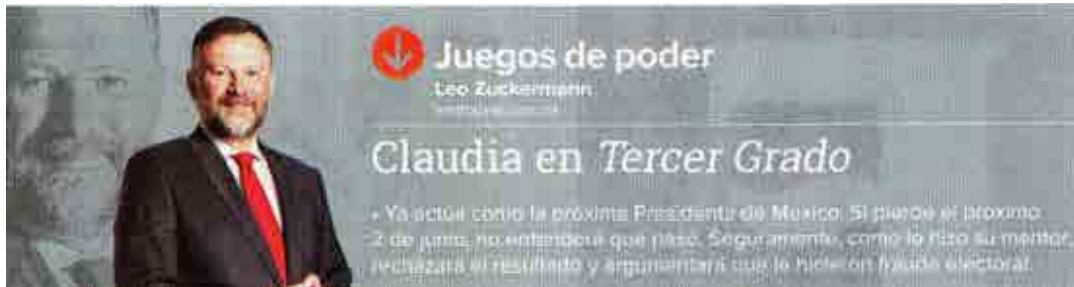 Juegos de poder
Leo Zuckermann
Claudia en Tercer Grado
• Ya actúa como la próxima Presidenta de México. Si pierde el próximo
2 de junio, no entenderá qué pasó. Seguramente, como lo hizo su mentor,
rechazará el resultado y argumentará que le hicieron fraude electoral.